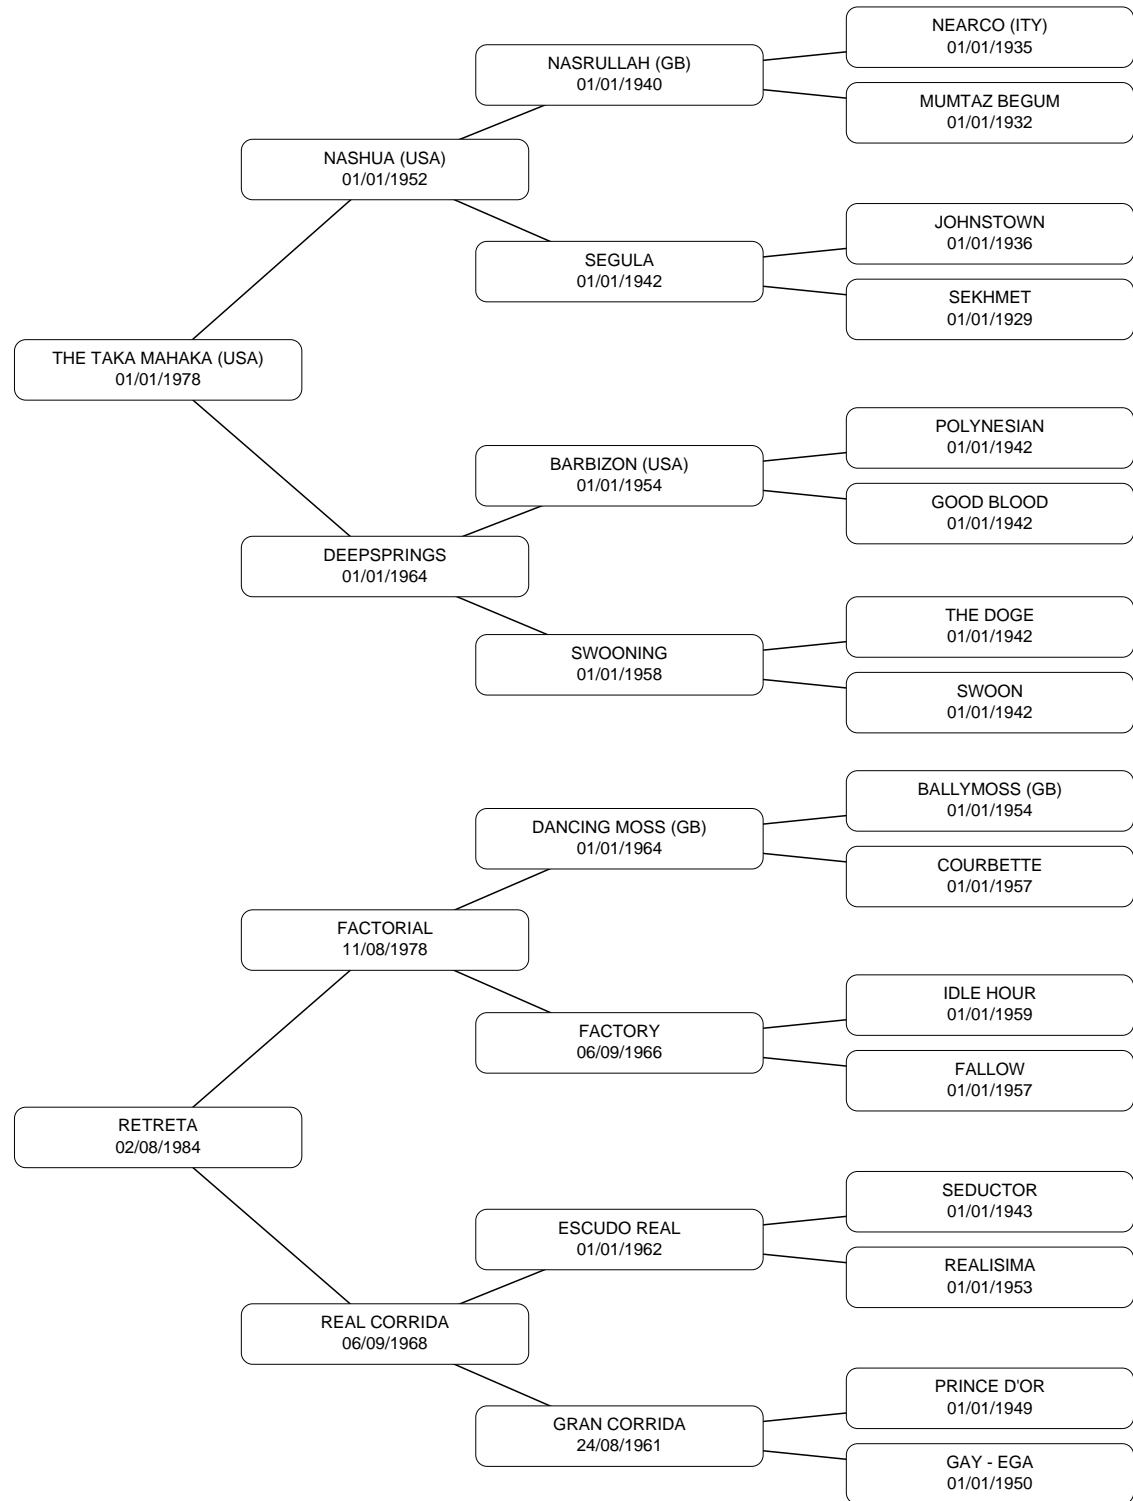 NEARCO (ITY)
01/01/1935
NASRULLAH (GB)
01/01/1940
MUMTAZ BEGUM
01/01/1932
NASHUA (USA)
01/01/1952
JOHNSTOWN
01/01/1936
SEGULA
01/01/1942
SEKHMET
01/01/1929
THE TAKA MAHAKA (USA)
01/01/1978
POLYNESIAN
01/01/1942
BARBIZON (USA)
01/01/1954
GOOD BLOOD
01/01/1942
DEEPSPRINGS
01/01/1964
THE DOGE
01/01/1942
SWOONING
01/01/1958
SWOON
01/01/1942
BALLYMOSS (GB)
01/01/1954
DANCING MOSS (GB)
01/01/1964
COURBETTE
01/01/1957
FACTORIAL
11/08/1978
IDLE HOUR
01/01/1959
FACTORY
06/09/1966
FALLOW
01/01/1957
RETRETA
02/08/1984
SEDUCTOR
01/01/1943
ESCUDO REAL
01/01/1962
REALISIMA
01/01/1953
REAL CORRIDA
06/09/1968
PRINCE D'OR
01/01/1949
GRAN CORRIDA
24/08/1961
GAY - EGA
01/01/1950